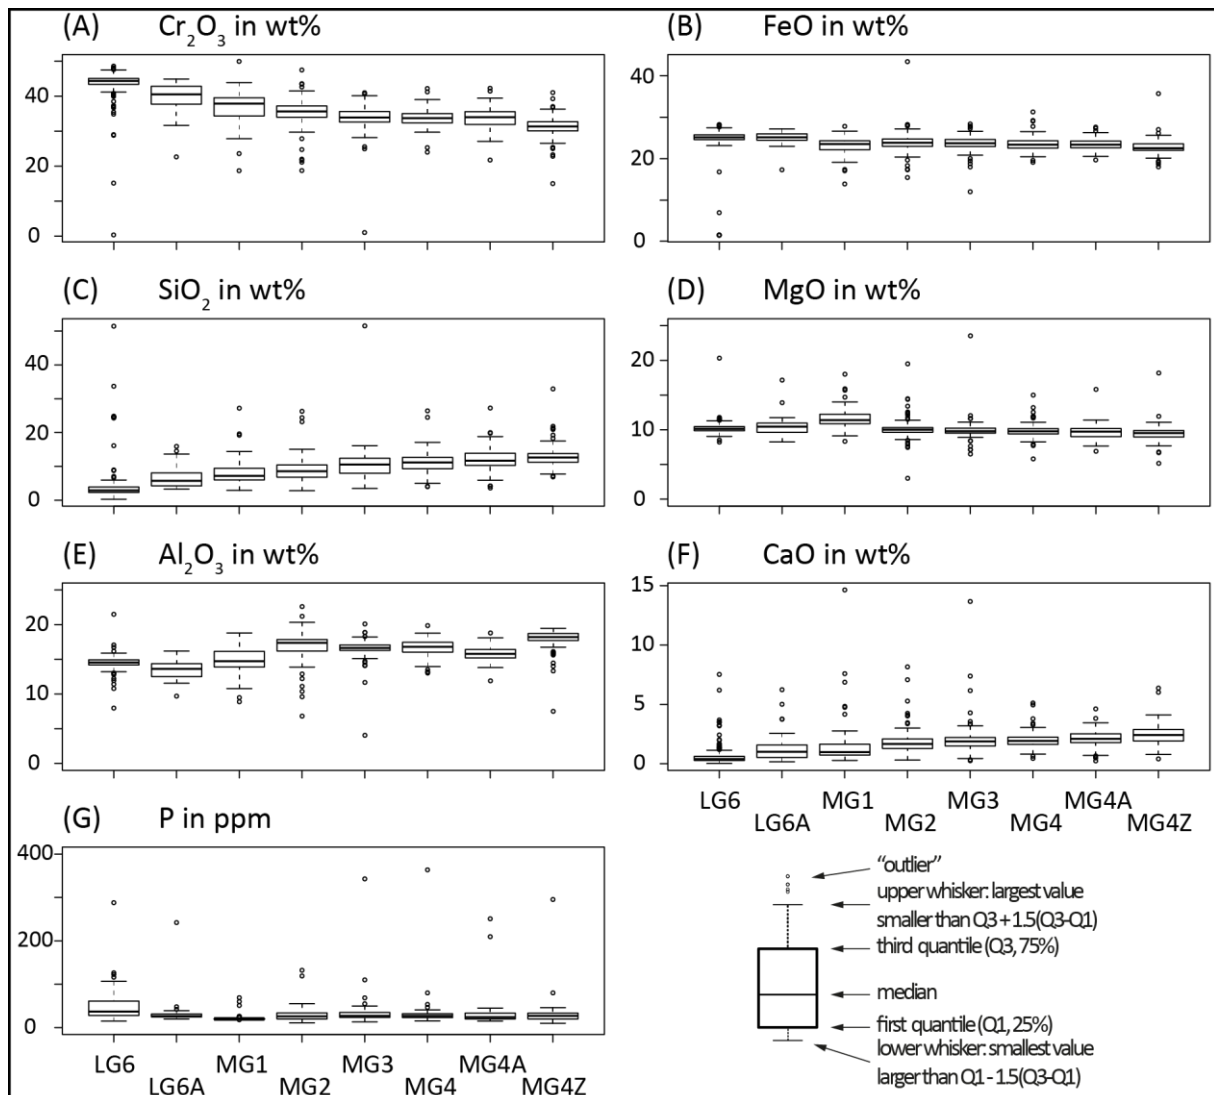 (A) Cr₂O₃ in wt%
40
20
0
(B) FeO in wt%
40
20
0
(C) SiO₂ in wt%
40
20
0
(D) MgO in wt%
20
10
0
(E) Al₂O₃ in wt%
20
10
0
(F) CaO in wt%
15
10
5
0
LG6 MG1 MG3 MG4A
LG6A MG2 MG4 MG4Z
(G) P in ppm
400
200
0
LG6 MG1 MG3 MG4A
LG6A MG2 MG4 MG4Z
“outlier”
upper whisker: largest value
smaller than Q3 + 1.5(Q3-Q1)
third quantile (Q3, 75%)
median
first quantile (Q1, 25%)
lower whisker: smallest value
larger than Q1 - 1.5(Q3-Q1)